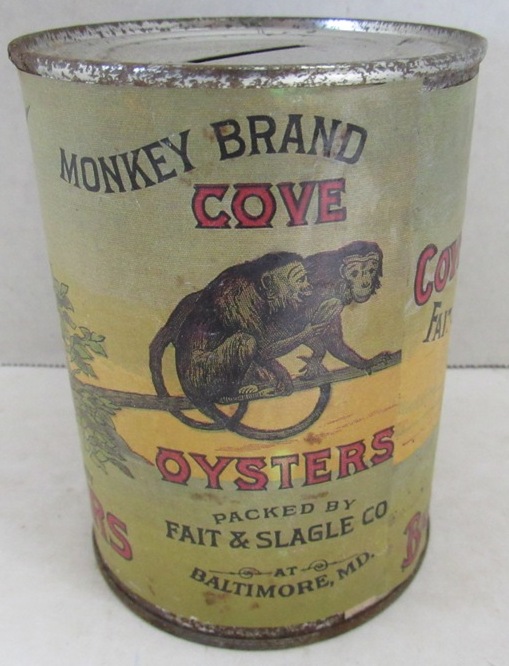 MONKEY BRAND
COVE
OYSTERS
PACKED BY
FAIT & SLAGLE CO
AT
BALTIMORE, MD.